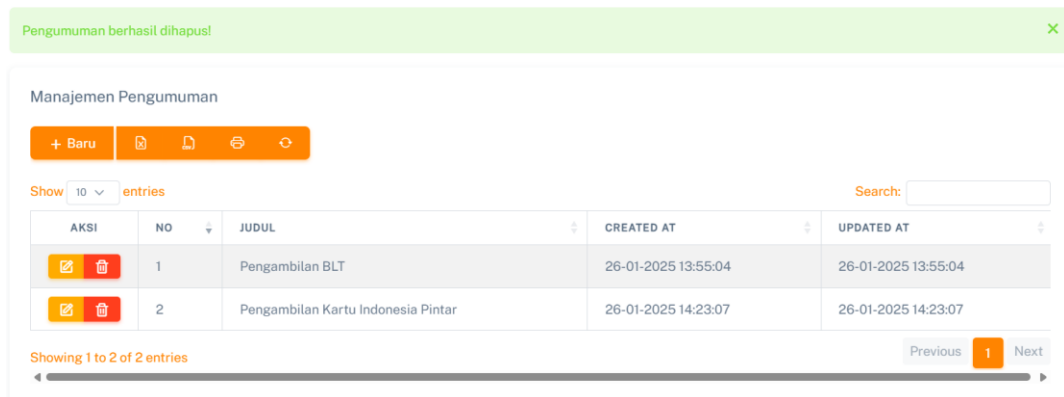 Pengumuman berhasil dihapus!
Manajemen Pengumuman
+ Baru
Show 10 entries Search:
AKSI NO JUDUL CREATED AT UPDATED AT
1 Pengambilan BLT 26-01-2025 13:55:04 26-01-2025 13:55:04
2 Pengambilan Kartu Indonesia Pintar 26-01-2025 14:23:07 26-01-2025 14:23:07
Showing 1 to 2 of 2 entries Previous 1 Next